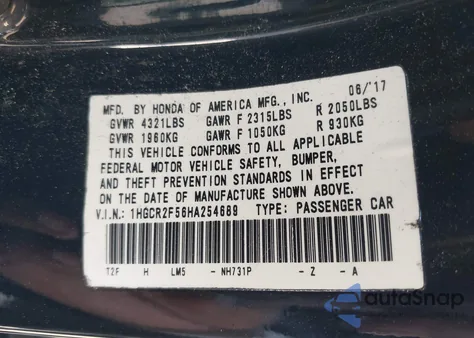 MFD. BY HONDA OF AMERICA MFG., INC. 06/'17
GVWR 4321LBS GAWR F 2315LBS R 2050LBS
GVWR 1960KG GAWR F 1050KG R 930KG
THIS VEHICLE CONFORMS TO ALL APPLICABLE
FEDERAL MOTOR VEHICLE SAFETY, BUMPER,
AND THEFT PREVENTION STANDARDS IN EFFECT
ON THE DATE OF MANUFACTURE SHOWN ABOVE.
V.I.N.: 1HGCR2F56HA254689 TYPE: PASSENGER CAR
T2F H LM5 -NH731P -Z -A
autoSnap